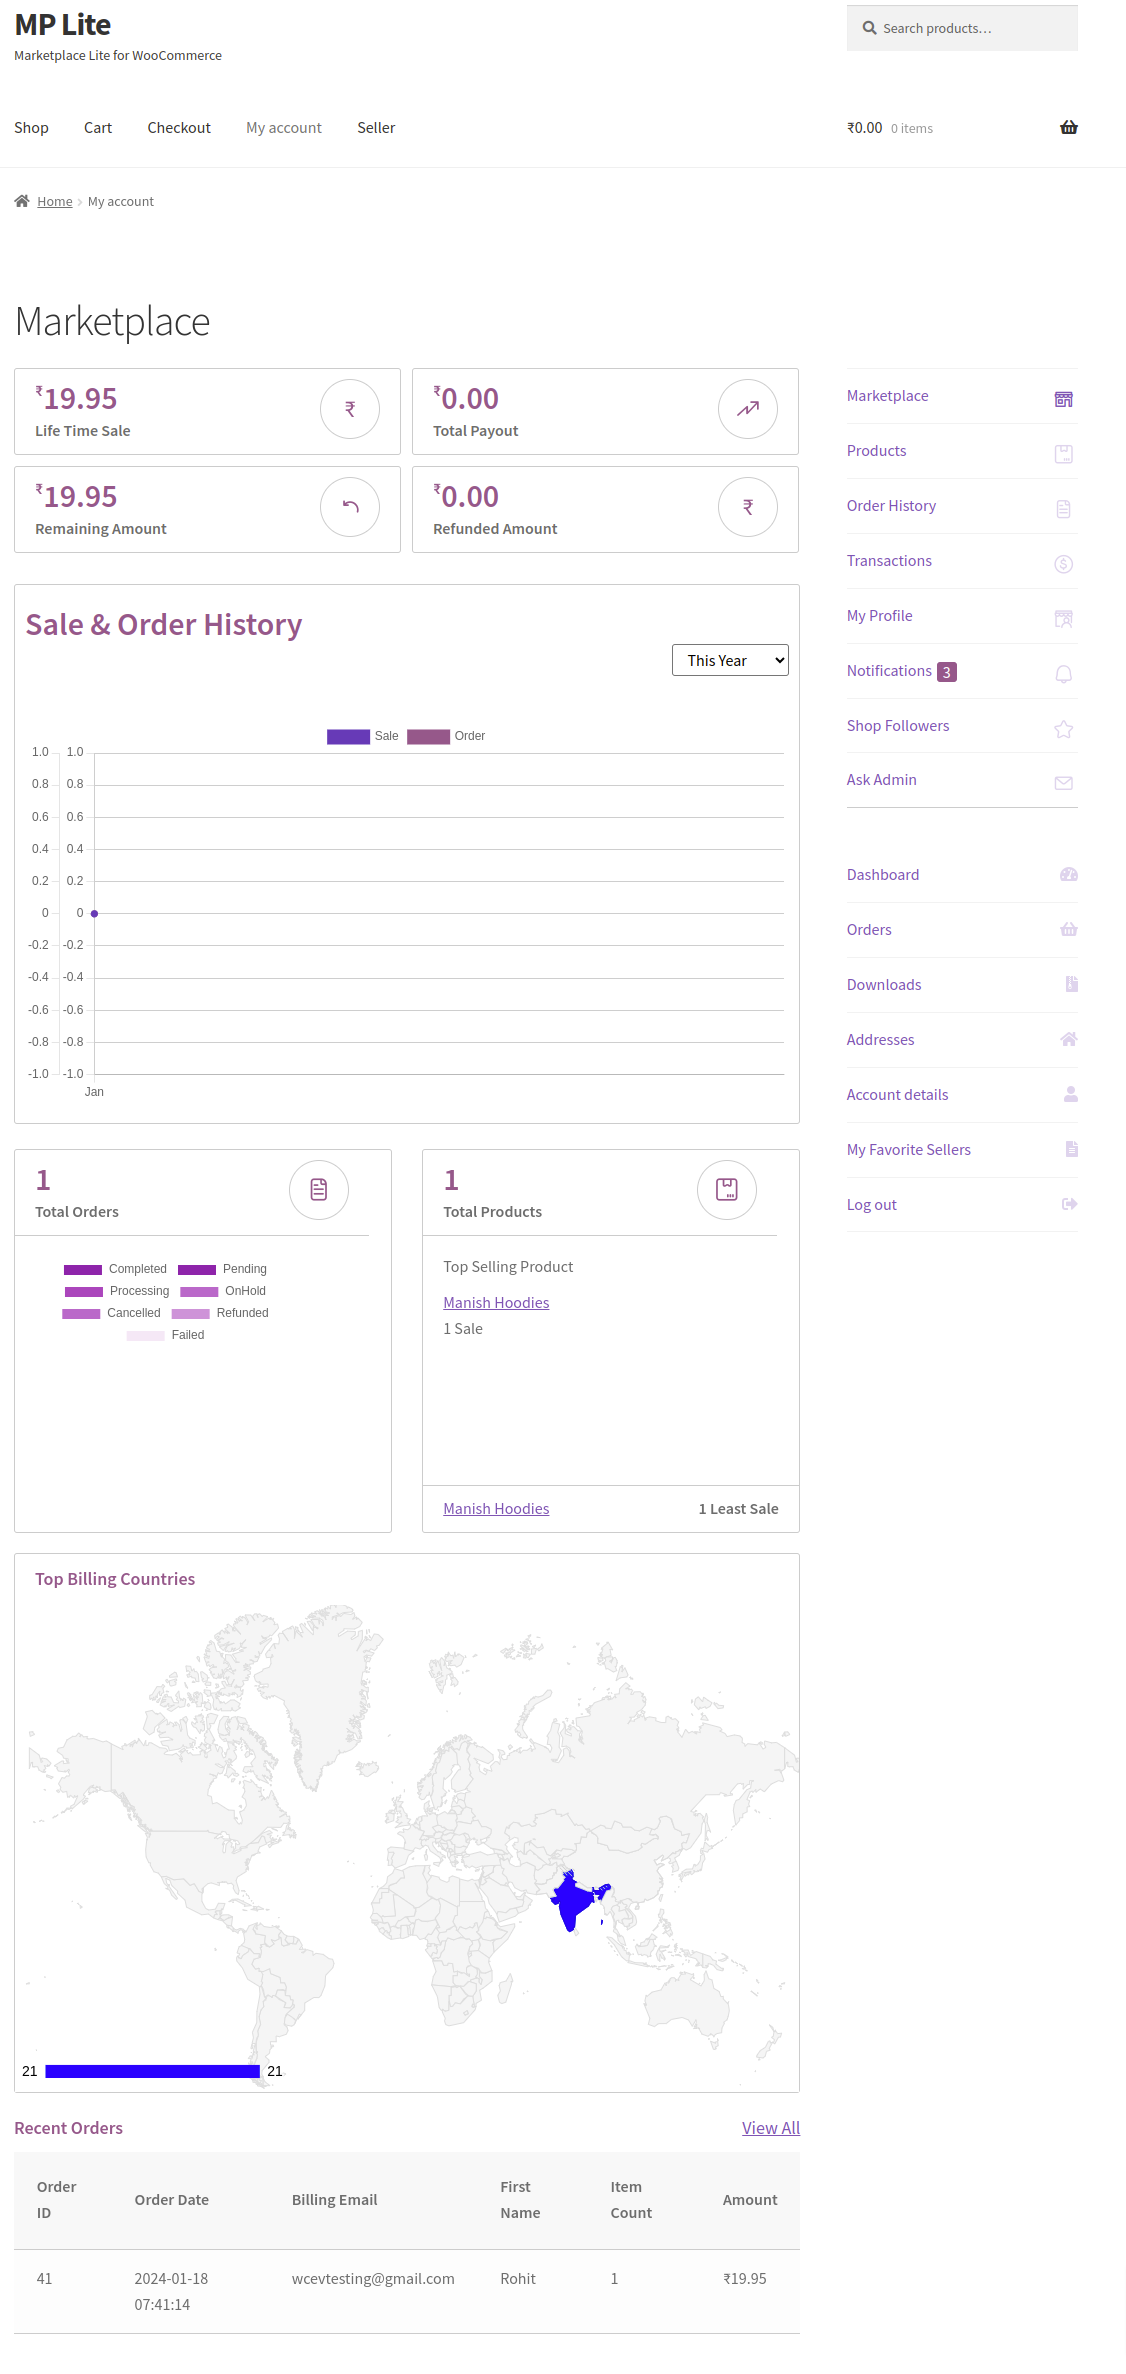 MP Lite
Marketplace Lite for WooCommerce
Search products…
Shop Cart Checkout My account Seller
₹0.00 0 items
Home My account
Marketplace
₹19.95
Life Time Sale
₹
₹0.00
Total Payout
₹19.95
Remaining Amount
₹0.00
Refunded Amount
₹
Sale & Order History
This Year
Sale Order
1.0 1.0
0.8 0.8
0.6 0.6
0.4 0.4
0.2 0.2
0 0
-0.2 -0.2
-0.4 -0.4
-0.6 -0.6
-0.8 -0.8
-1.0 -1.0
Jan
1
Total Orders
Completed Pending
Processing OnHold
Cancelled Refunded
Failed
1
Total Products
Top Selling Product
Manish Hoodies
1 Sale
Manish Hoodies 1 Least Sale
Top Billing Countries
21 21
Recent Orders View All
Order ID Order Date Billing Email First Name Item Count Amount
41 2024-01-18 07:41:14 wcevtesting@gmail.com Rohit 1 ₹19.95
Marketplace
Products
Order History
Transactions
$
My Profile
Notifications 3
Shop Followers
Ask Admin
Dashboard
Orders
Downloads
Addresses
Account details
My Favorite Sellers
Log out